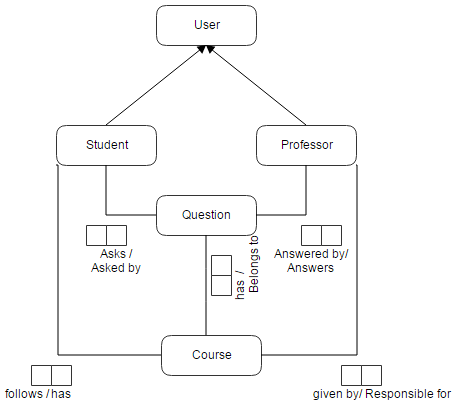 User
Student
Professor
Question
Asks /
Asked by
has /
Belongs to
Answered by/
Answers
Course
follows / has
given by/ Responsible for